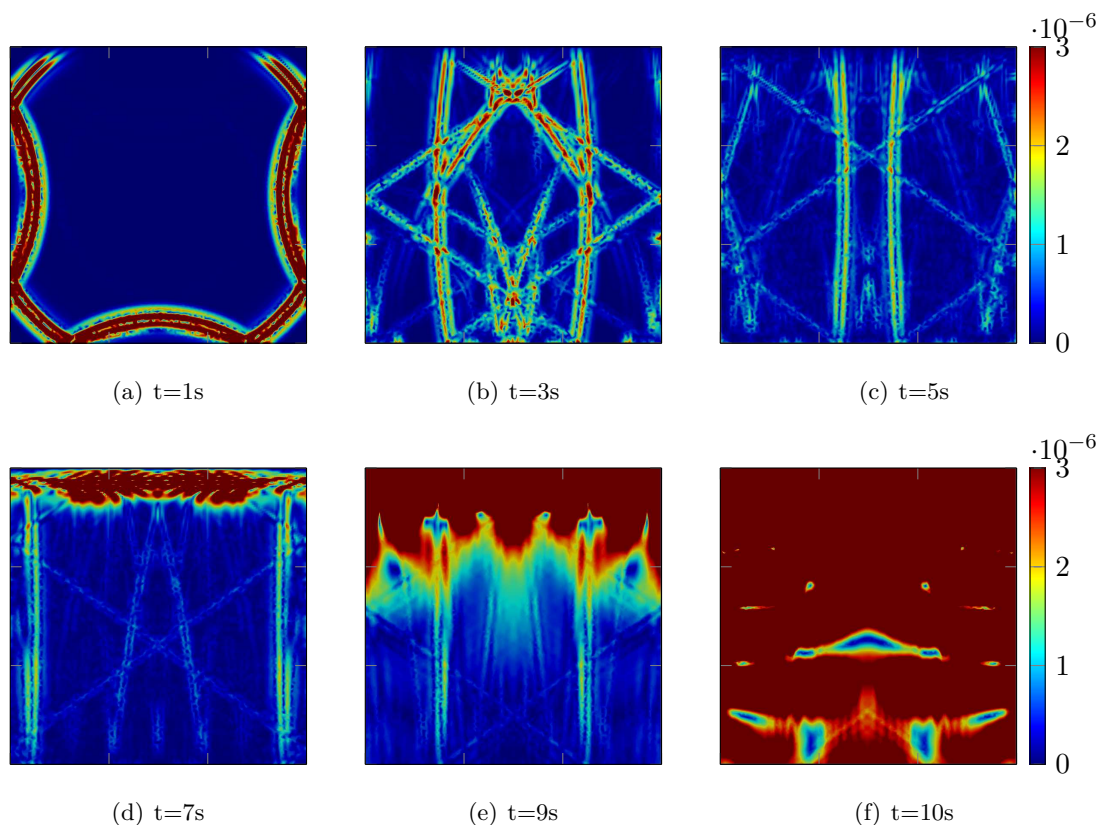 ·10−6
3
2
1
0
(a) t=1s
(b) t=3s
(c) t=5s
·10−6
3
2
1
0
(d) t=7s
(e) t=9s
(f) t=10s